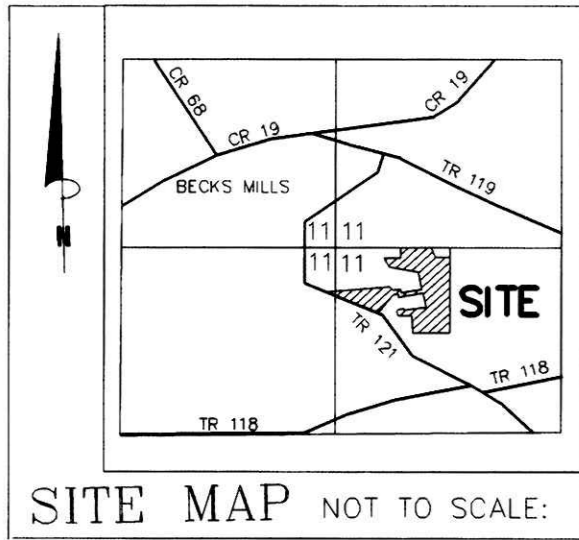 CR 68
CR 19
CR 19
BECKS MILLS
TR 119
N
11 11
11 11
SITE
TR 121
TR 118
TR 118
SITE MAP NOT TO SCALE: